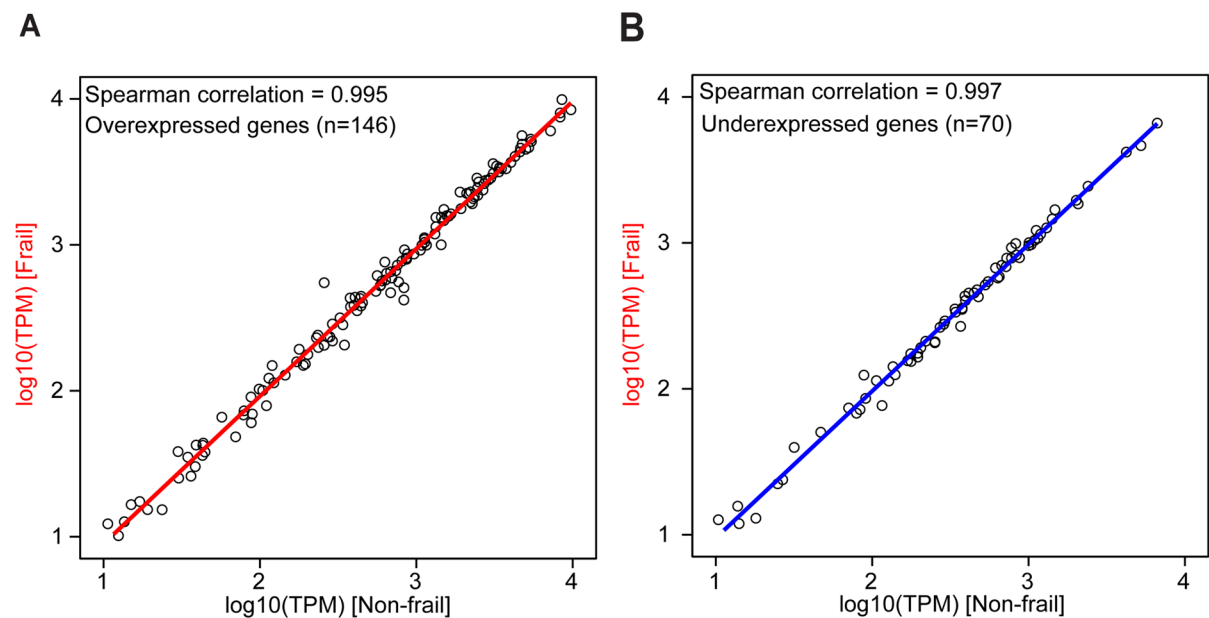 A
Spearman correlation = 0.995
Overexpressed genes (n=146)
log10(TPM) [Frail]
4
3
2
1
1 2 3 4
log10(TPM) [Non-frail]
B
Spearman correlation = 0.997
Underexpressed genes (n=70)
log10(TPM) [Frail]
4
3
2
1
1 2 3 4
log10(TPM) [Non-frail]